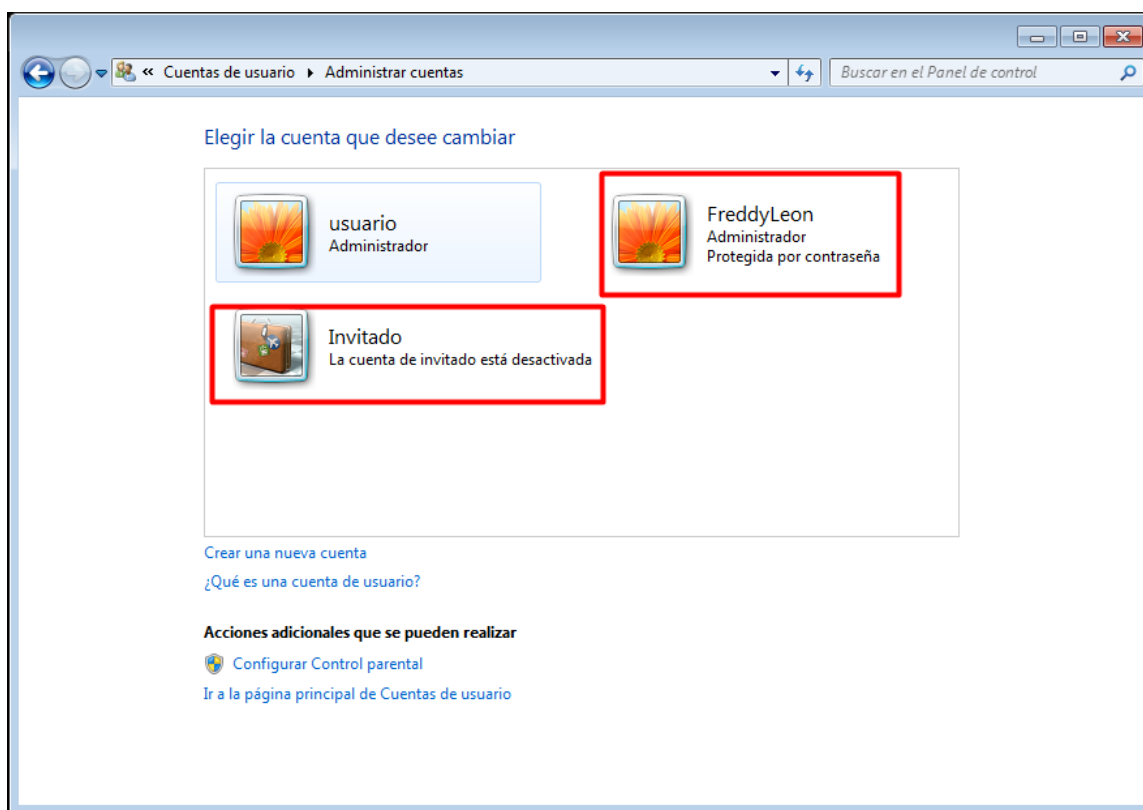 « Cuentas de usuario ▸ Administrar cuentas
Buscar en el Panel de control
Elegir la cuenta que desee cambiar
usuario
Administrador
FreddyLeon
Administrador
Protegida por contraseña
Invitado
La cuenta de invitado está desactivada
Crear una nueva cuenta
¿Qué es una cuenta de usuario?
Acciones adicionales que se pueden realizar
Configurar Control parental
Ir a la página principal de Cuentas de usuario